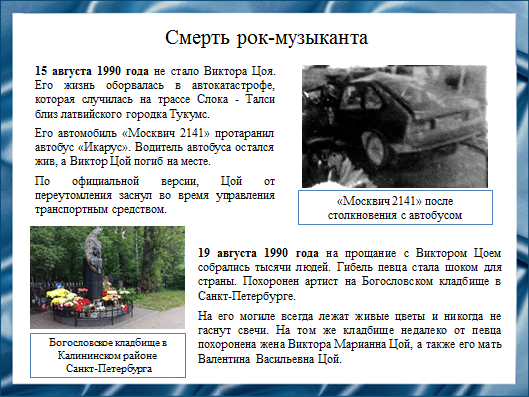 Смерть рок-музыканта
15 августа 1990 года не стало Виктора Цоя.
Его жизнь оборвалась в автокатастрофе,
которая случилась на трассе Слока - Талси
близ латвийского городка Тукумс.
Его автомобиль «Москвич 2141» протаранил
автобус «Икарус». Водитель автобуса остался
жив, а Виктор Цой погиб на месте.
По официальной версии, Цой от
переутомления заснул во время управления
транспортным средством.
«Москвич 2141» после
столкновения с автобусом
19 августа 1990 года на прощание с Виктором Цоем
собрались тысячи людей. Гибель певца стала шоком для
страны. Похоронен артист на Богословском кладбище в
Санкт-Петербурге.
На его могиле всегда лежат живые цветы и никогда не
гаснут свечи. На том же кладбище недалеко от певца
похоронена жена Виктора Марианна Цой, а также его мать
Валентина Васильевна Цой.
Богословское кладбище в
Калининском районе
Санкт-Петербурга